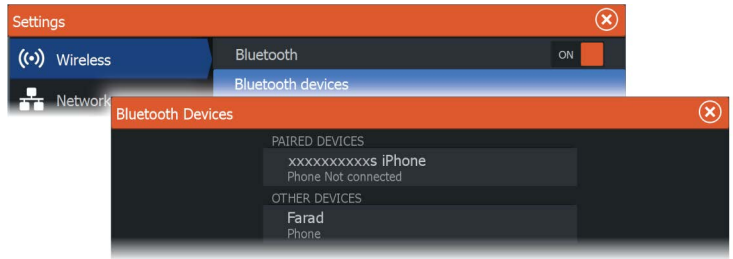 Settings
Wireless
Bluetooth
ON
Bluetooth devices
Network
Bluetooth Devices
PAIRED DEVICES
xxxxxxxxxxs iPhone
Phone Not connected
OTHER DEVICES
Farad
Phone